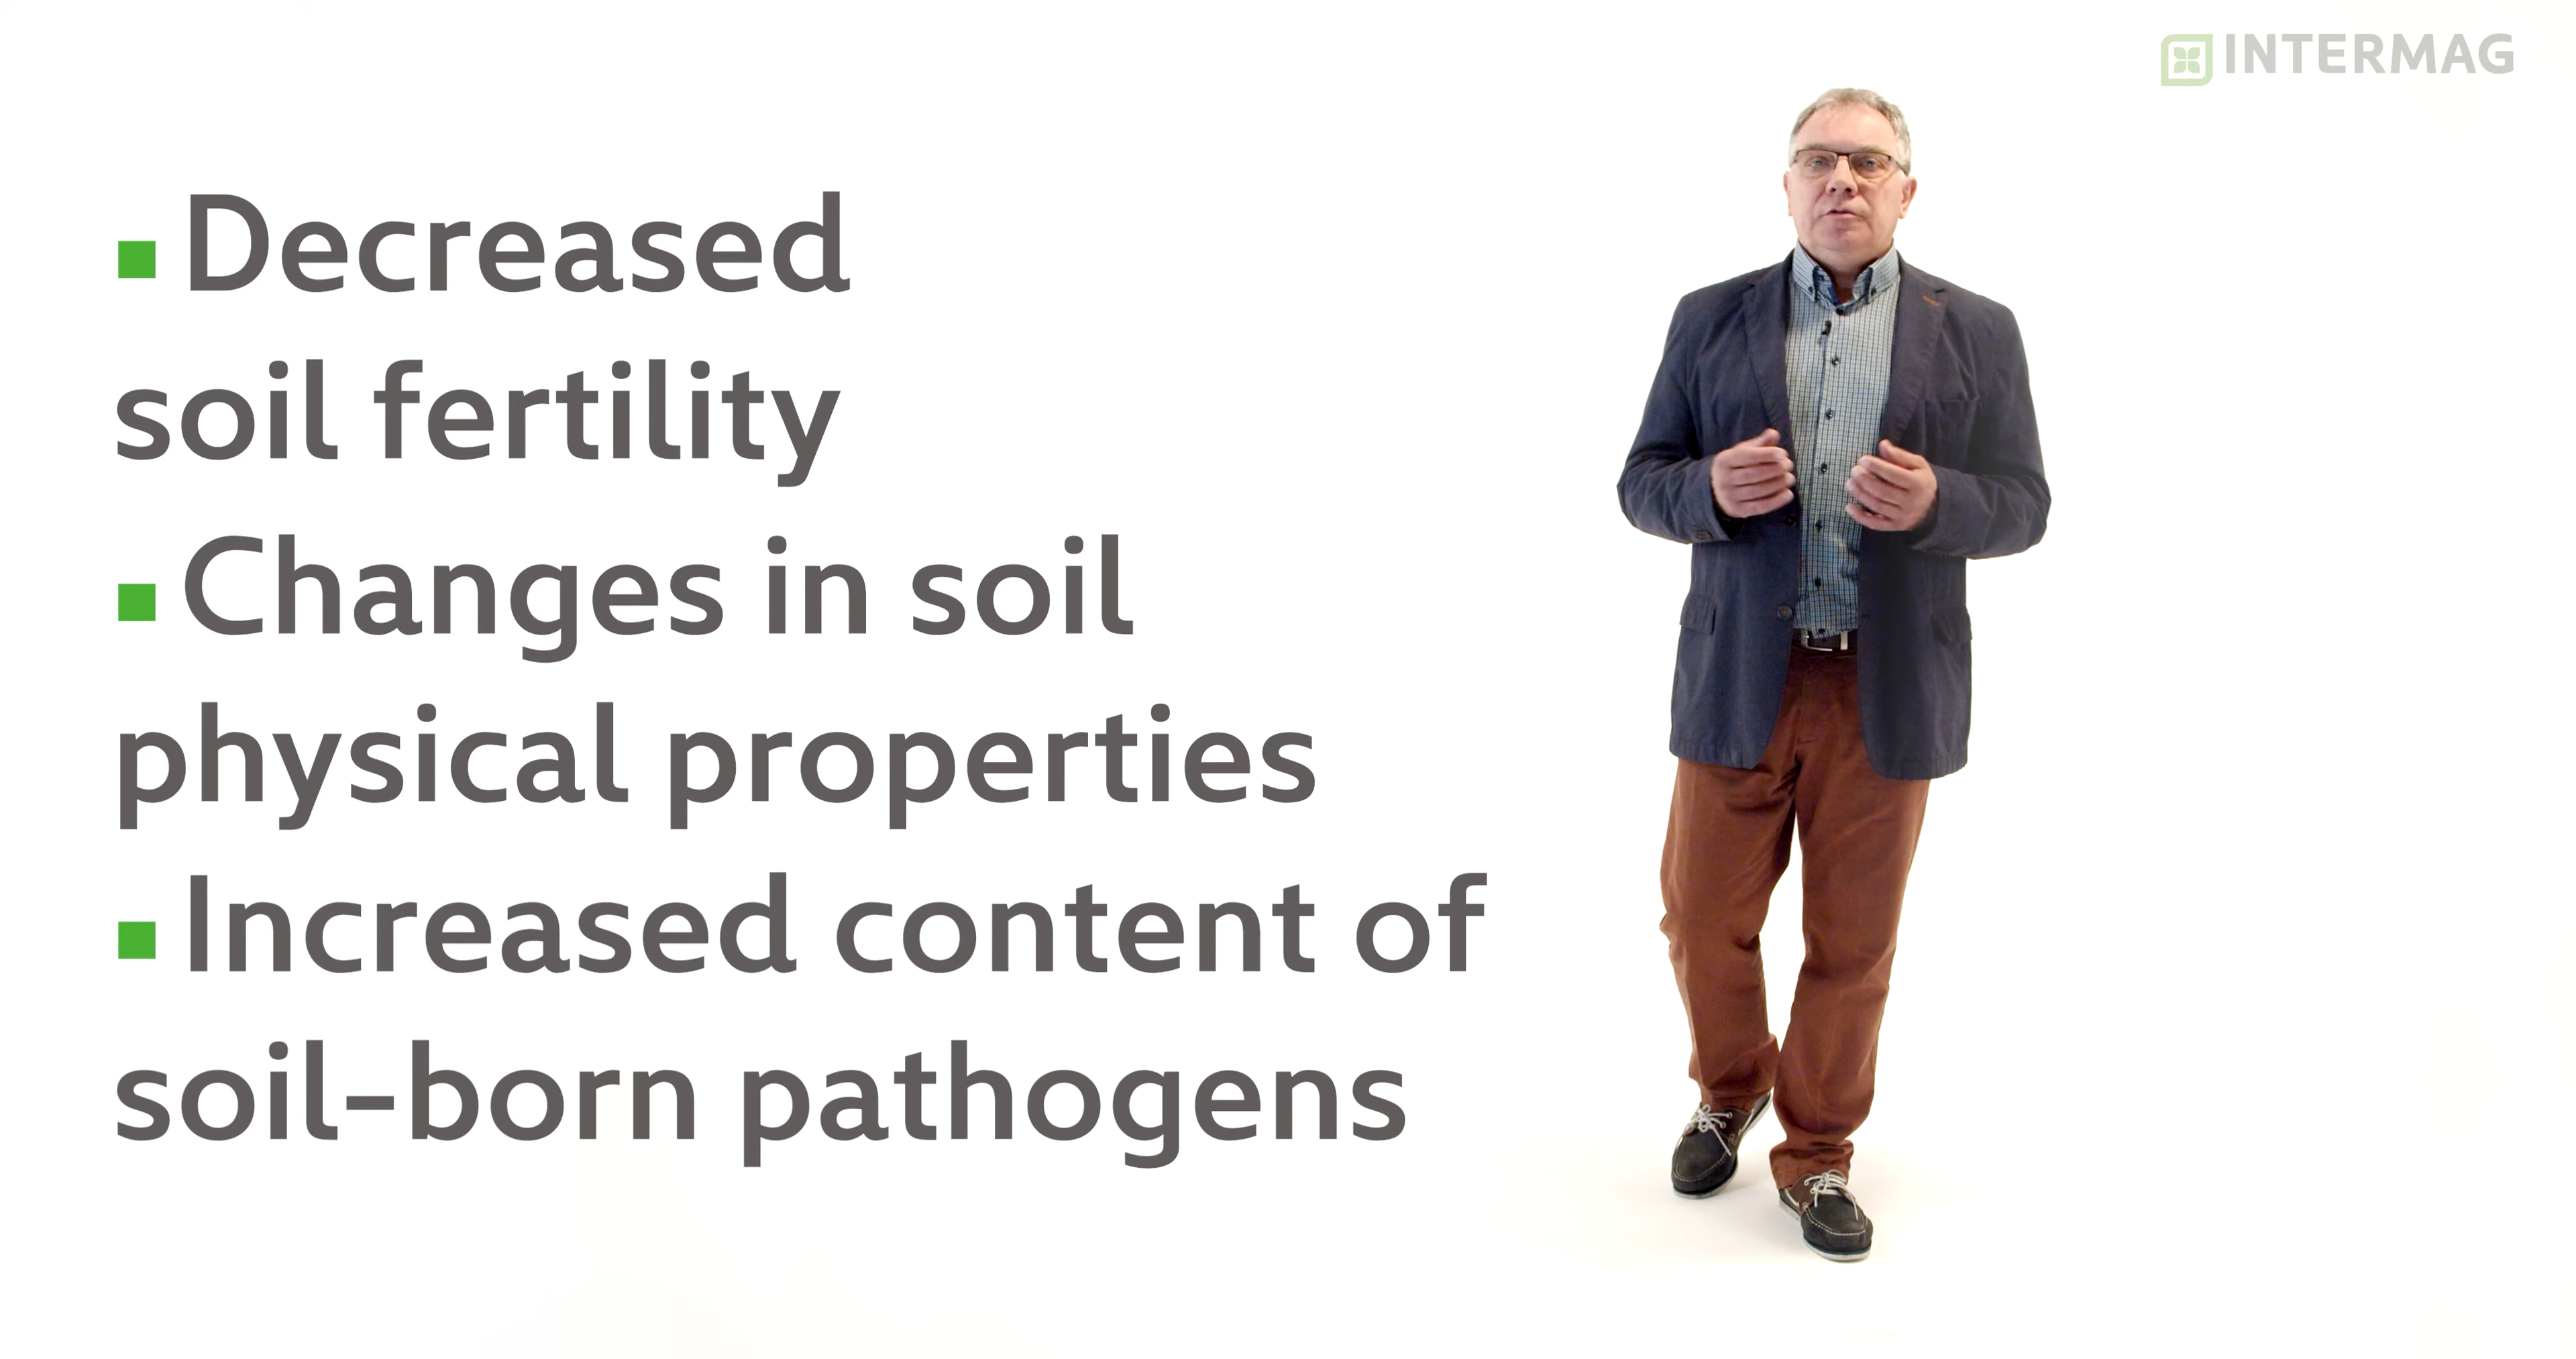 INTERMAG
▪ Decreased
soil fertility
▪ Changes in soil
physical properties
▪ Increased content of
soil-born pathogens